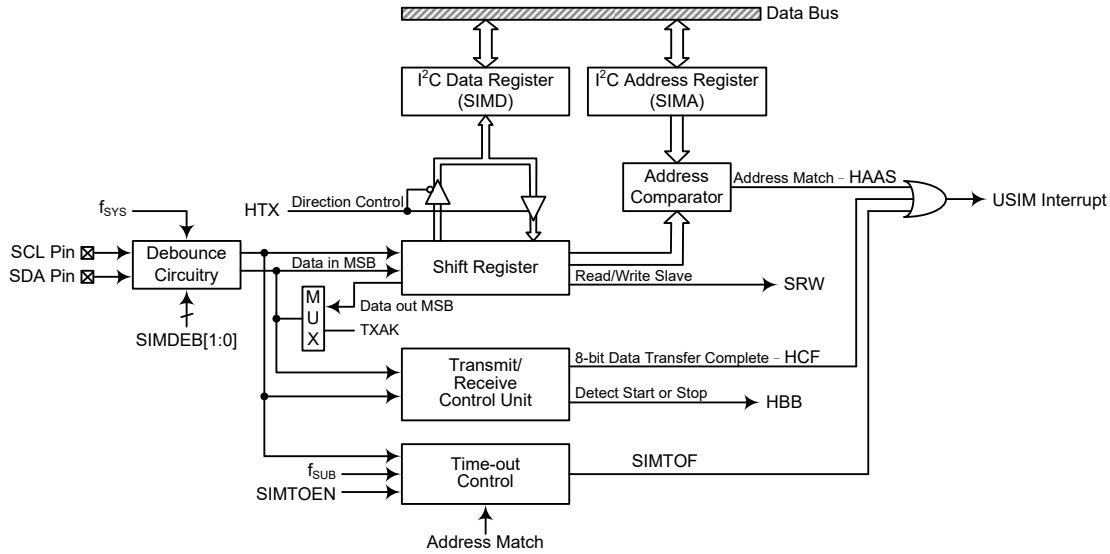 Data Bus
I²C Data Register
(SIMD)
I²C Address Register
(SIMA)
Address
Comparator
Address Match - HAAS
USIM Interrupt
HTX
Direction Control
fSYS
SCL Pin
SDA Pin
Debounce
Circuitry
SIMDEB[1:0]
Data in MSB
Shift Register
Read/Write Slave
SRW
M
U
X
Data out MSB
TXAK
Transmit/
Receive
Control Unit
8-bit Data Transfer Complete - HCF
Detect Start or Stop
HBB
fSUB
SIMTOEN
Time-out
Control
SIMTOF
Address Match